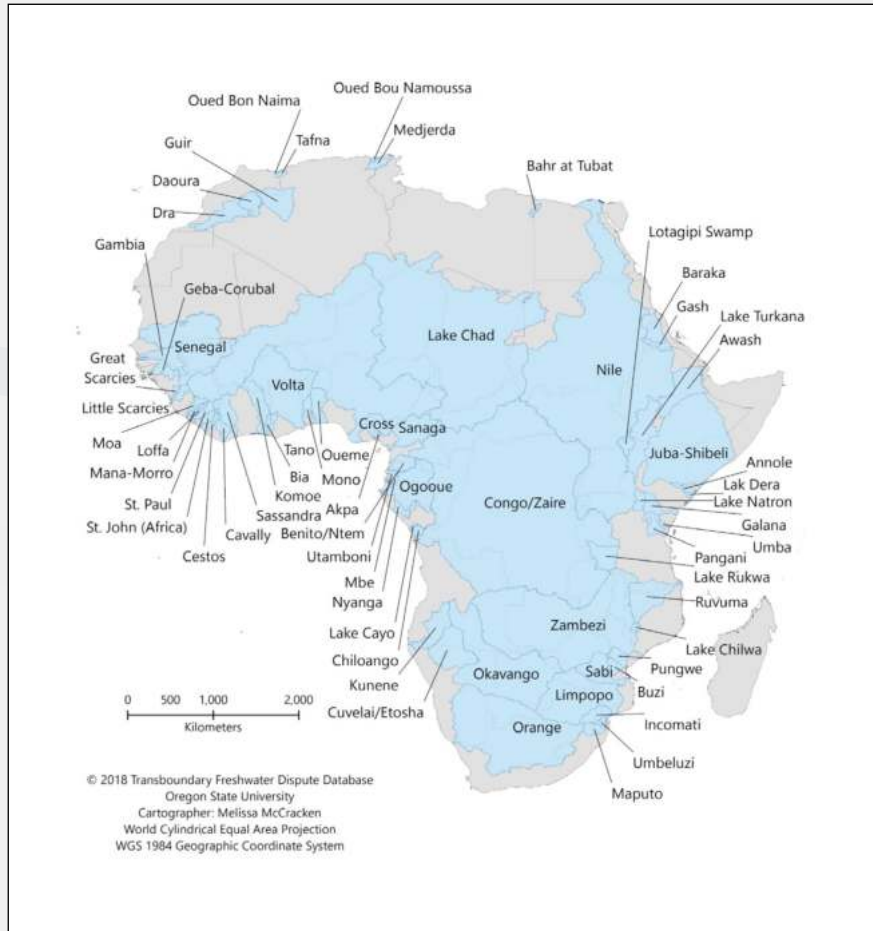 Oued Bou Namoussa
Oued Bon Naima
Medjerda
Tafna
Guir
Bahr at Tubat
Daoura
Dra
Lotagipi Swamp
Gambia
Geba-Corubal
Baraka
Lake Turkana
Gash
Awash
Lake Chad
Senegal
Great
Scarcies
Nile
Volta
Little Scarcies
Cross
Sanaga
Moa
Loffa
Tano
Oueme
Juba-Shibeli
Mana-Morro
Bia
Mono
Annole
St. Paul
Komoe
Ogooue
Lak Dera
Congo/Zaire
Lake Natron
St. John (Africa)
Sassandra
Akpa
Cavally
Benito/Ntem
Galana
Umba
Cestos
Utamboni
Pangani
Mbe
Lake Rukwa
Nyanga
Ruvuma
Lake Cayo
Zambezi
Lake Chilwa
Chiloango
Pungwe
Kunene
Okavango
Sabi
Buzi
Cuvelai/Etosha
Limpopo
0 500 1,000 2,000
Kilometers
Orange
Incomati
Umbeluzi
Maputo
© 2018 Transboundary Freshwater Dispute Database
Oregon State University
Cartographer: Melissa McCracken
World Cylindrical Equal Area Projection
WGS 1984 Geographic Coordinate System